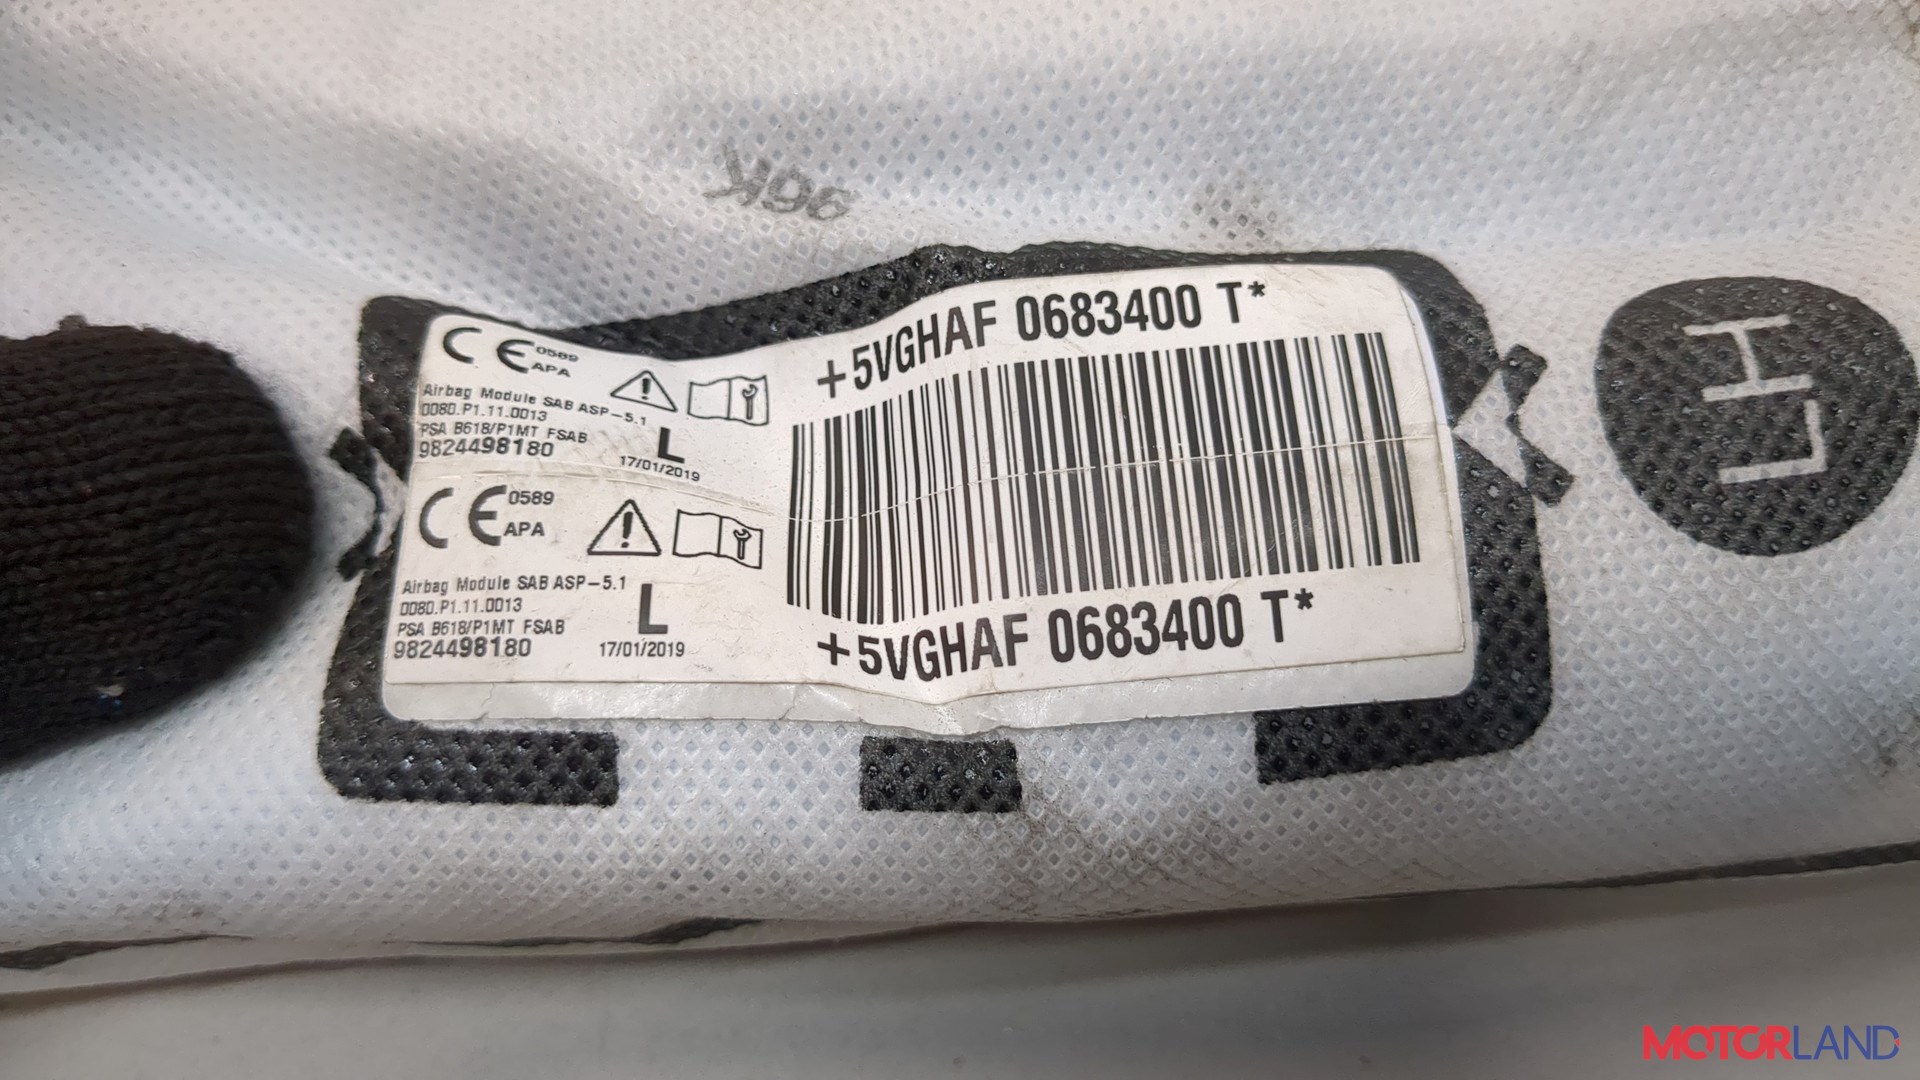 96K
+5VGHAF 0683400 T*
CE 0589
APA
Airbag Module SAB ASP-5.1
0080.P1.11.0013
PSA B618/P1MT FSAB
9824498180
L
17/01/2019
CE 0589
APA
Airbag Module SAB ASP-5.1
0080.P1.11.0013
PSA B618/P1MT FSAB
9824498180
L
17/01/2019
+5VGHAF 0683400 T*
LH
MOTORLAND